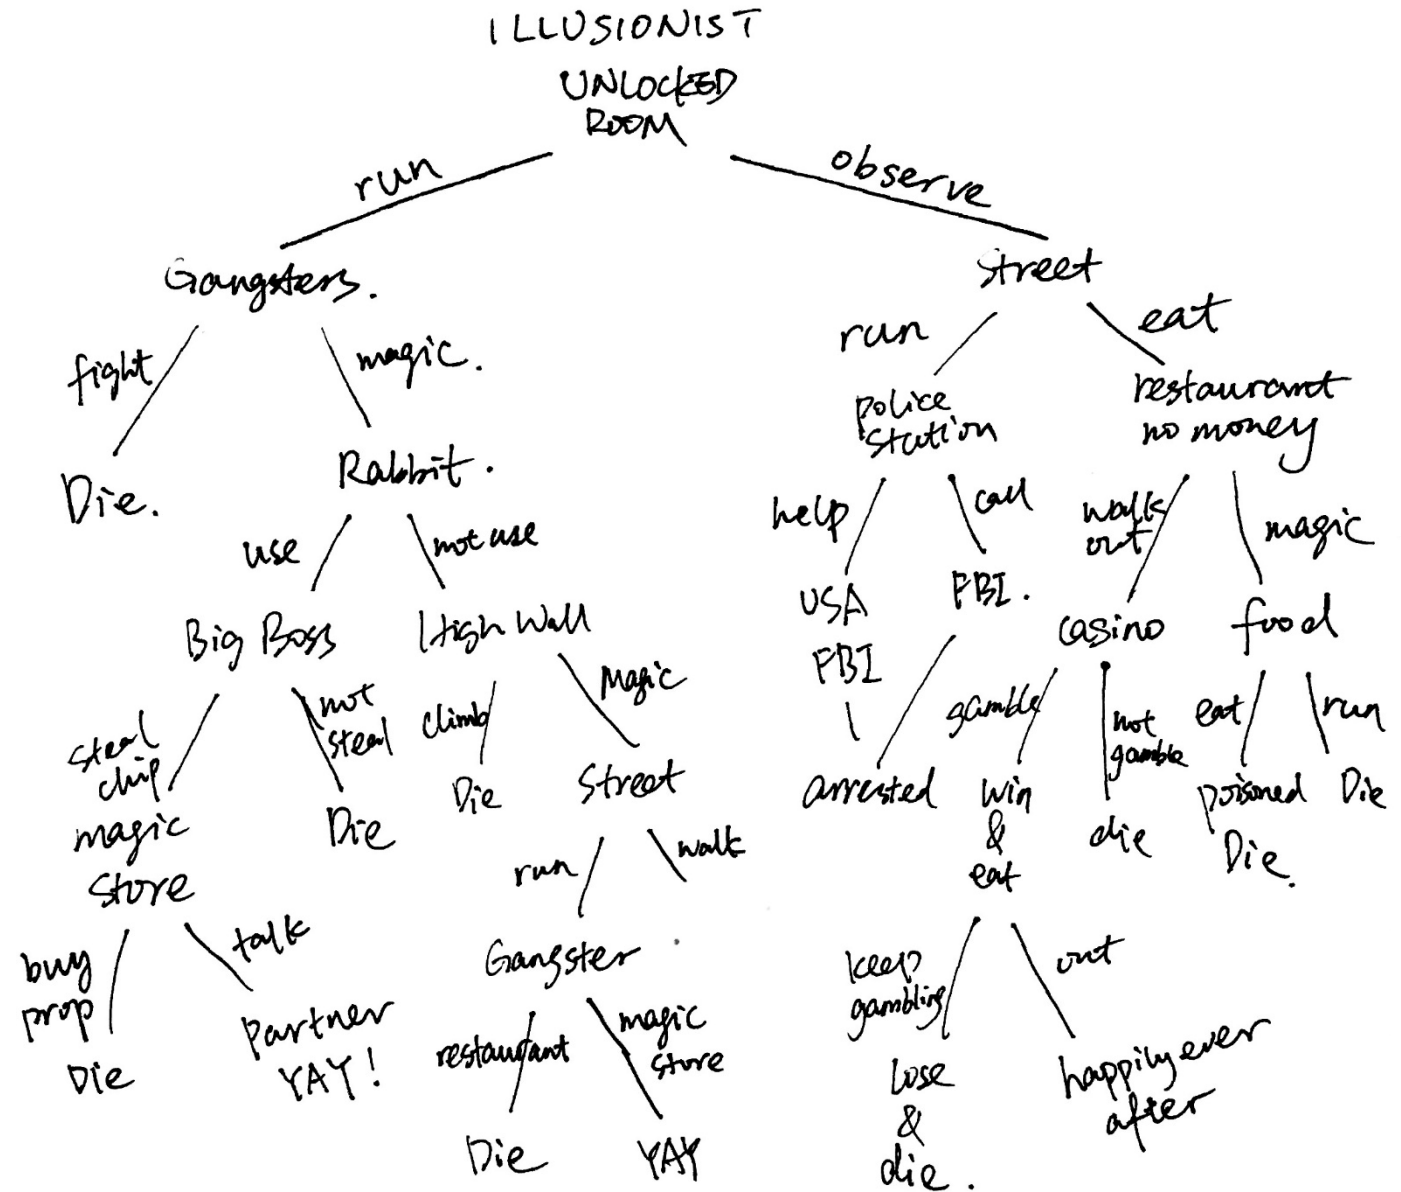 ILLUSIONIST
UNLOCKED
ROOM
run
observe
Gangsters.
Street
fight
magic.
run
eat
Die.
Rabbit.
police
station
restaurant
no money
use
not use
help
call
walk
out
magic
Big Boss
High Wall
USA
FBI
FBI.
casino
food
steal
chip
not
steal
climb
Magic
gamble
not
gamble
eat
run
magic
store
Die
Die
Street
arrested
win
&
eat
die
poisoned
Die.
Die
run
walk
buy
prop
talk
Gangster
keep
gambling
out
Die
Partner
YAY!
restaurant
magic
store
lose
&
die.
happily ever
after
Die
YAY